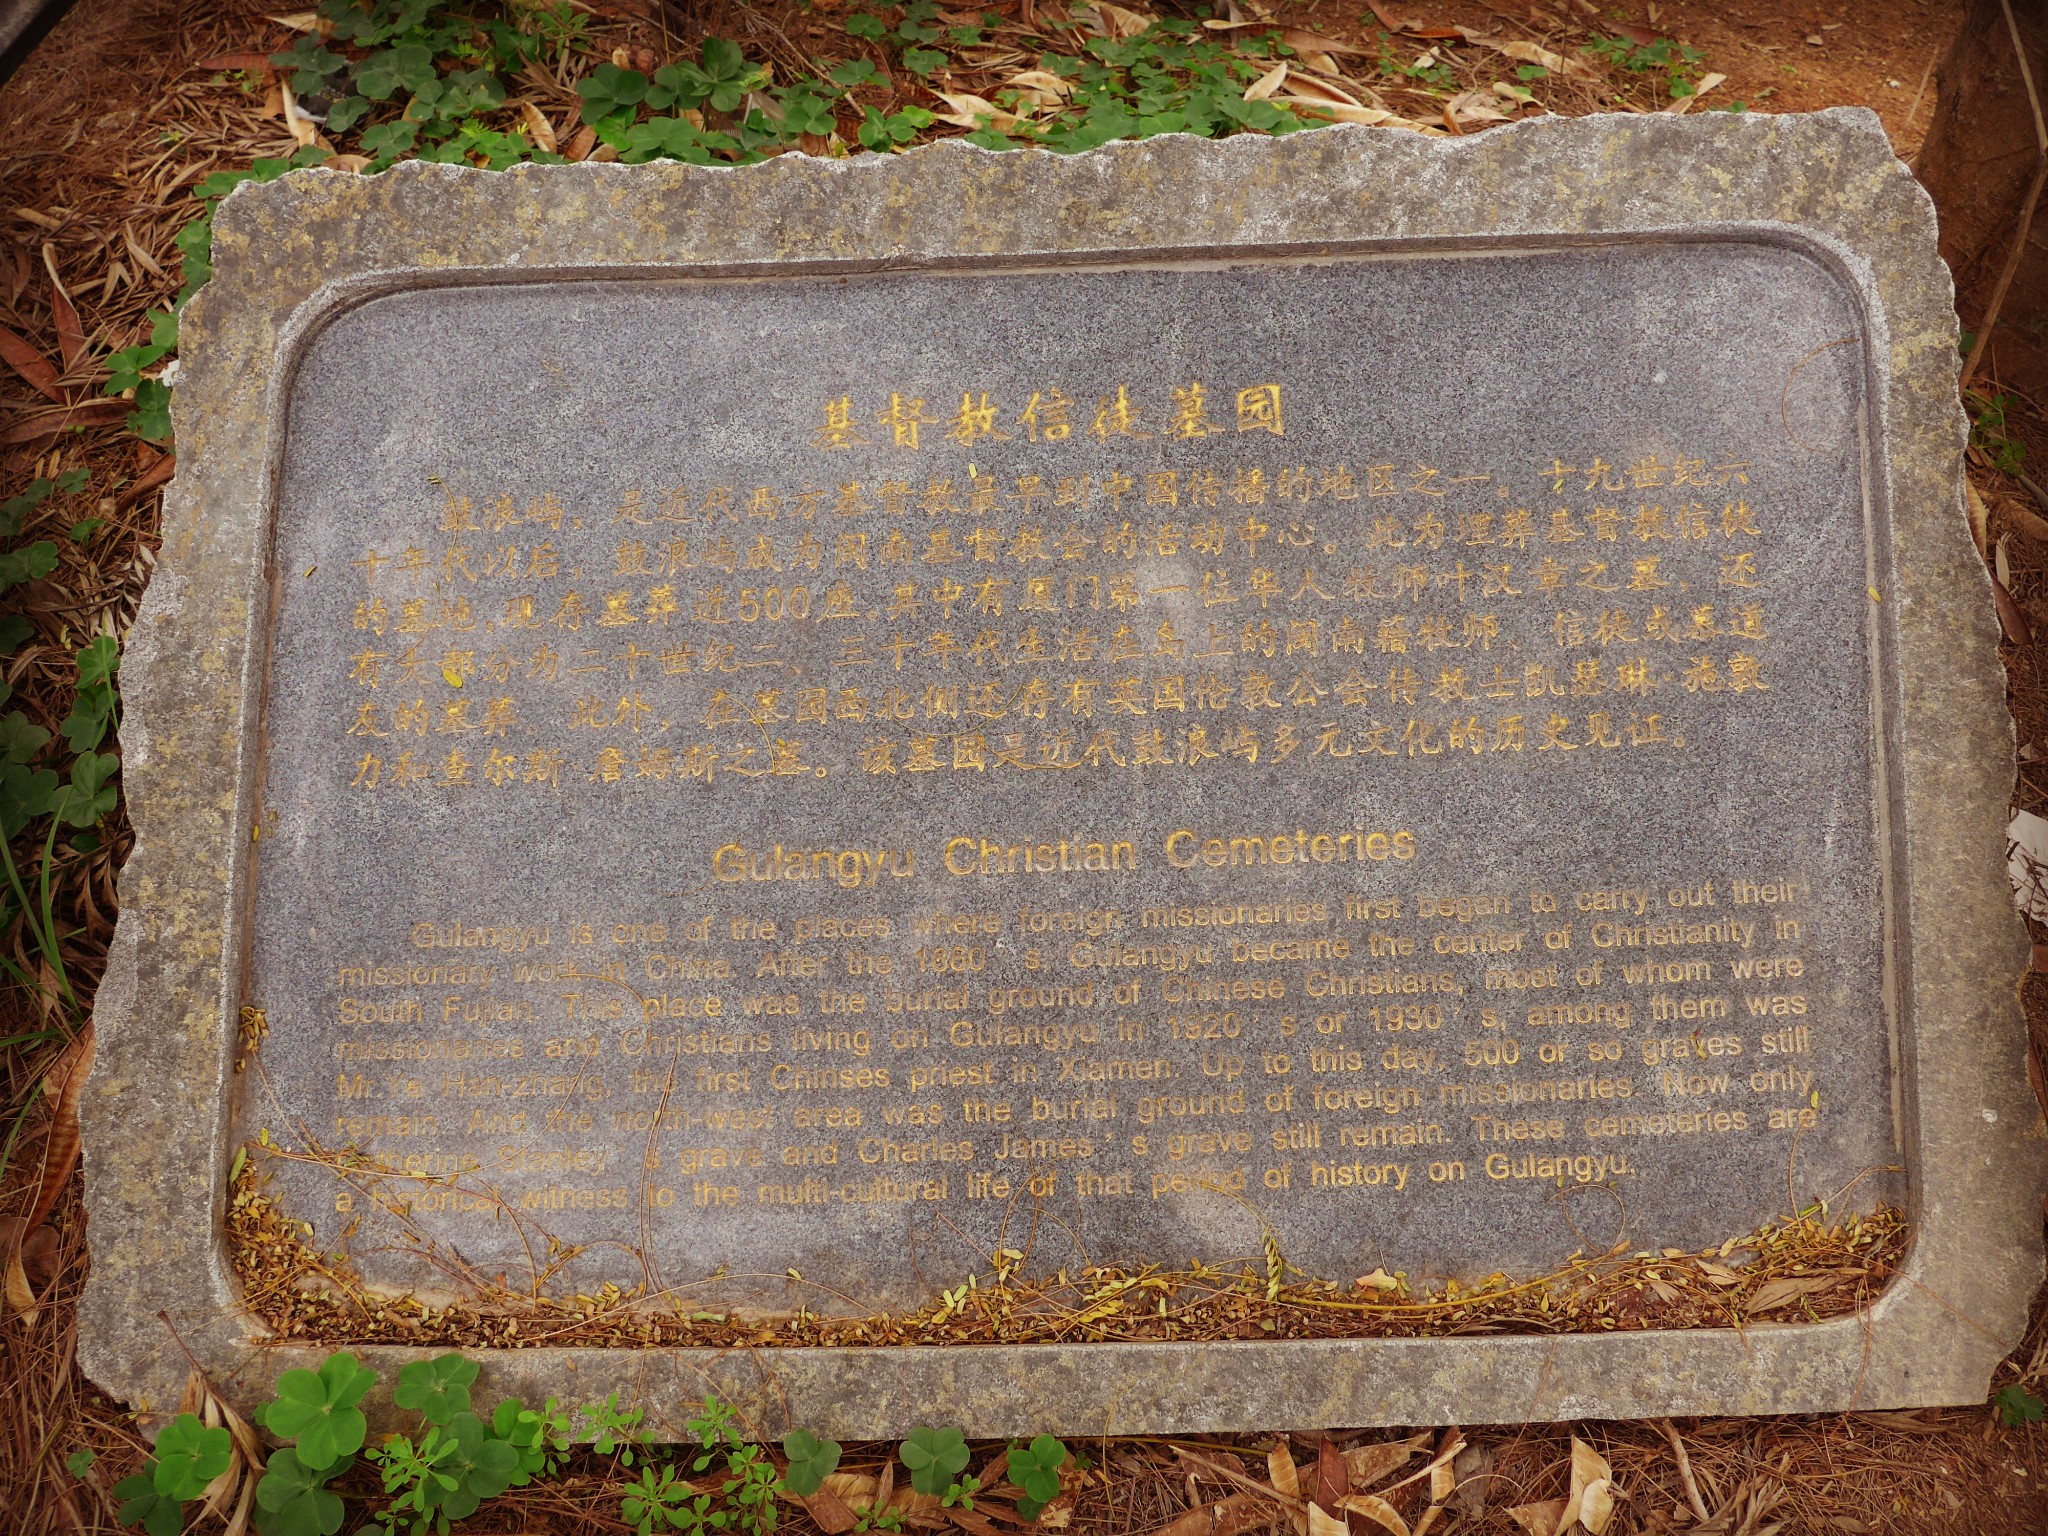 基督教信徒墓园
鼓浪屿，是近代西方基督教最早到中国传播的地区之一。十九世纪六
十年代以后，鼓浪屿成为闽南基督教会的活动中心。此为埋葬基督教信徒
的墓地，现存墓葬近500座。其中有厦门第一位华人牧师叶汉章之墓，还
有大部分为二十世纪二、三十年代生活在岛上的闽南籍牧师、信徒或慕道
友的墓葬。此外，在墓园西北侧还存有英国伦敦公会传教士凯瑟琳·施敦
力和查尔斯·詹姆斯之墓。该墓园是近代鼓浪屿多元文化的历史见证。
Gulangyu Christian Cemeteries
Gulangyu is one of the places where foreign missionaries first began to carry out their
missionary work in China. After the 1860's. Gulangyu became the center of Christianity in
South Fujian. This place was the burial ground of Chinese Christians, most of whom were
missionaries and Christians living on Gulangyu in 1920's or 1930's, among them was
Mr.Ye Han-zhang, the first Chinses priest in Xiamen. Up to this day, 500 or so graves still
remain. And the north-west area was the burial ground of foreign missionaries. Now only
Catherine Stanley's grave and Charles James's grave still remain. These cemeteries are
a historical witness to the multi-cultural life of that period of history on Gulangyu.